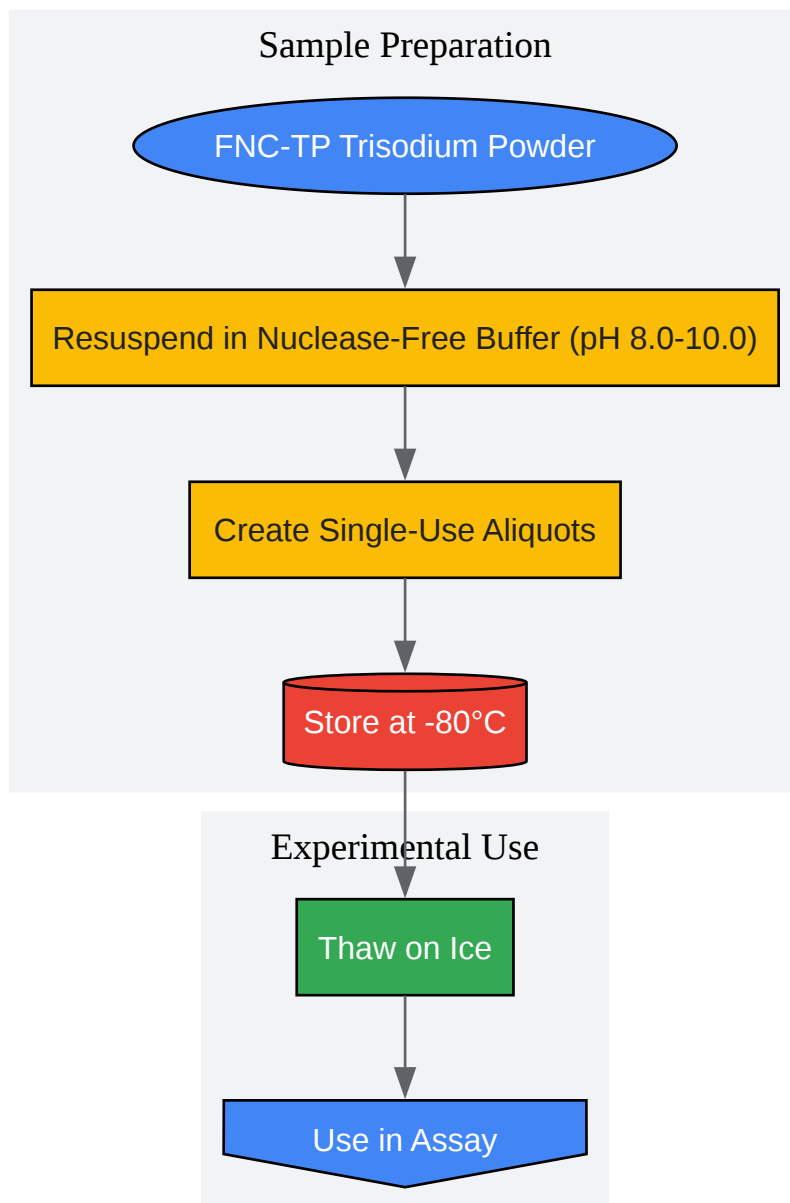 Sample Preparation
FNC-TP Trisodium Powder
Resuspend in Nuclease-Free Buffer (pH 8.0-10.0)
Create Single-Use Aliquots
Store at -80°C
Experimental Use
Thaw on Ice
Use in Assay